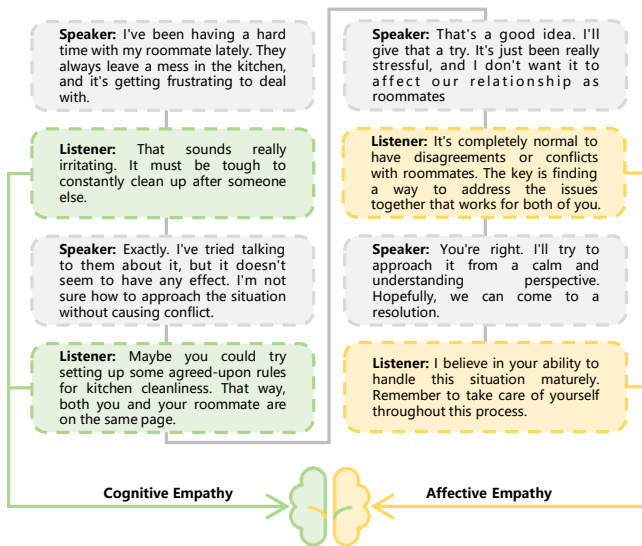 Speaker: I've been having a hard
time with my roommate lately. They
always leave a mess in the kitchen,
and it's getting frustrating to deal
with.
Listener: That sounds really
irritating. It must be tough to
constantly clean up after someone
else.
Speaker: Exactly. I've tried talking
to them about it, but it doesn't
seem to have any effect. I'm not
sure how to approach the situation
without causing conflict.
Listener: Maybe you could try
setting up some agreed-upon rules
for kitchen cleanliness. That way,
both you and your roommate are
on the same page.
Speaker: That's a good idea. I'll
give that a try. It's just been really
stressful, and I don't want it to
affect our relationship as
roommates
Listener: It's completely normal to
have disagreements or conflicts
with roommates. The key is finding
a way to address the issues
together that works for both of you.
Speaker: You're right. I'll try to
approach it from a calm and
understanding perspective.
Hopefully, we can come to a
resolution.
Listener: I believe in your ability to
handle this situation maturely.
Remember to take care of yourself
throughout this process.
Cognitive Empathy
Affective Empathy